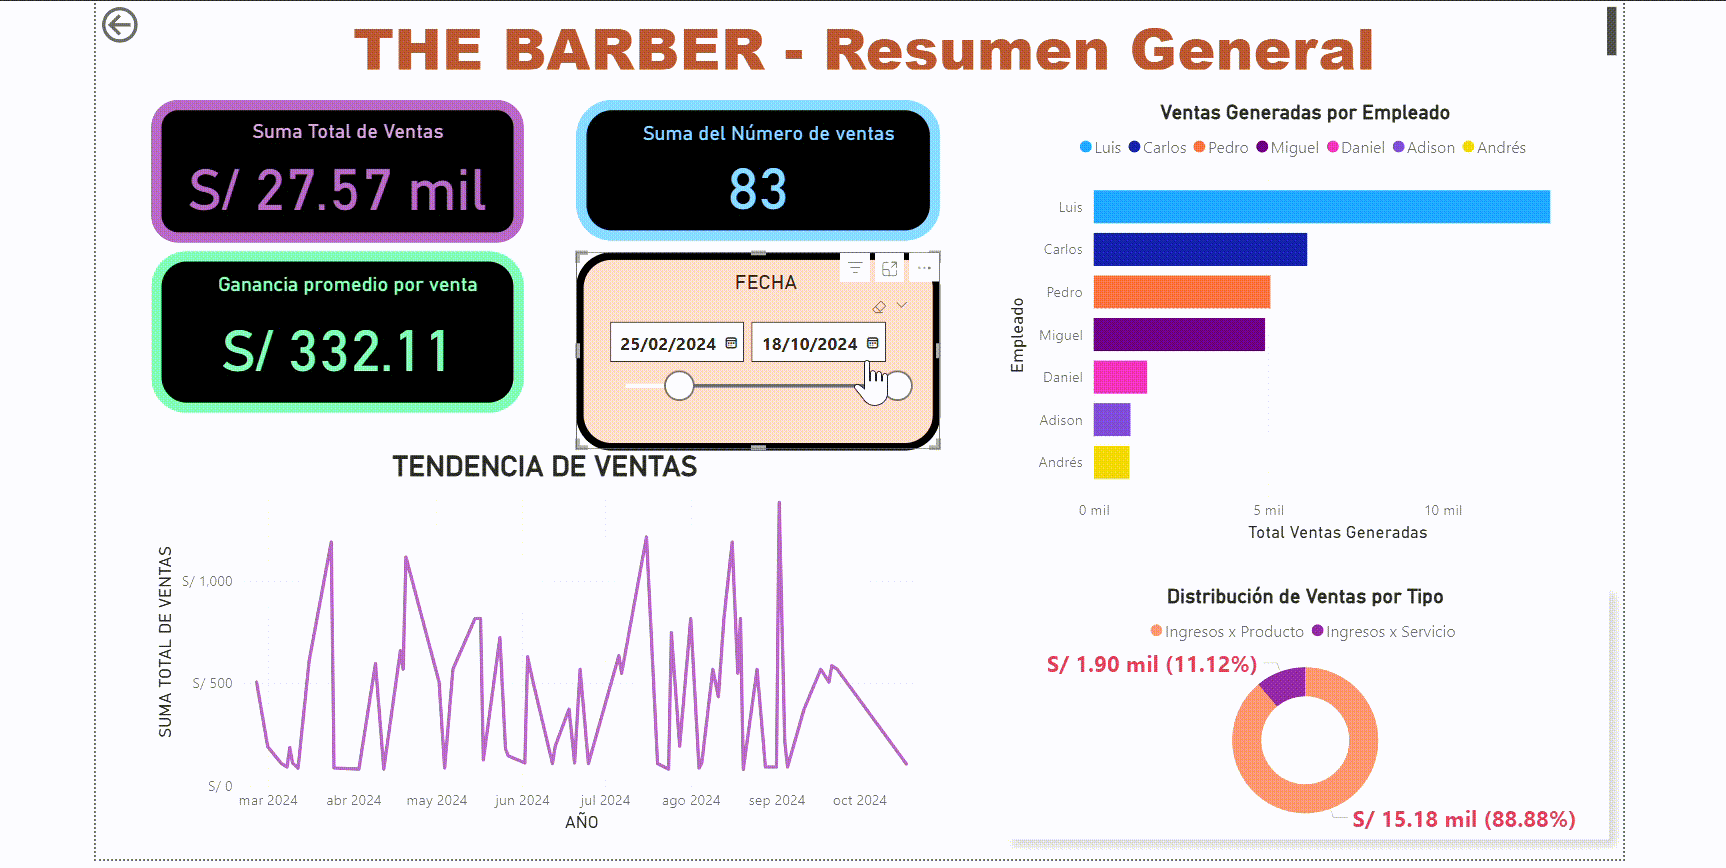 THE BARBER - Resumen General
Suma Total de Ventas
S/ 27.57 mil
Suma del Número de ventas
83
Ganancia promedio por venta
S/ 332.11
FECHA
25/02/2024
18/10/2024
TENDENCIA DE VENTAS
SUMA TOTAL DE VENTAS
S/ 1,000
S/ 500
S/ 0
mar 2024 abr 2024 may 2024 jun 2024 jul 2024 ago 2024 sep 2024 oct 2024
AÑO
Ventas Generadas por Empleado
Luis Carlos Pedro Miguel Daniel Adison Andrés
Empleado
Luis
Carlos
Pedro
Miguel
Daniel
Adison
Andrés
0 mil 5 mil 10 mil
Total Ventas Generadas
Distribución de Ventas por Tipo
Ingresos x Producto Ingresos x Servicio
S/ 1.90 mil (11.12%)
S/ 15.18 mil (88.88%)